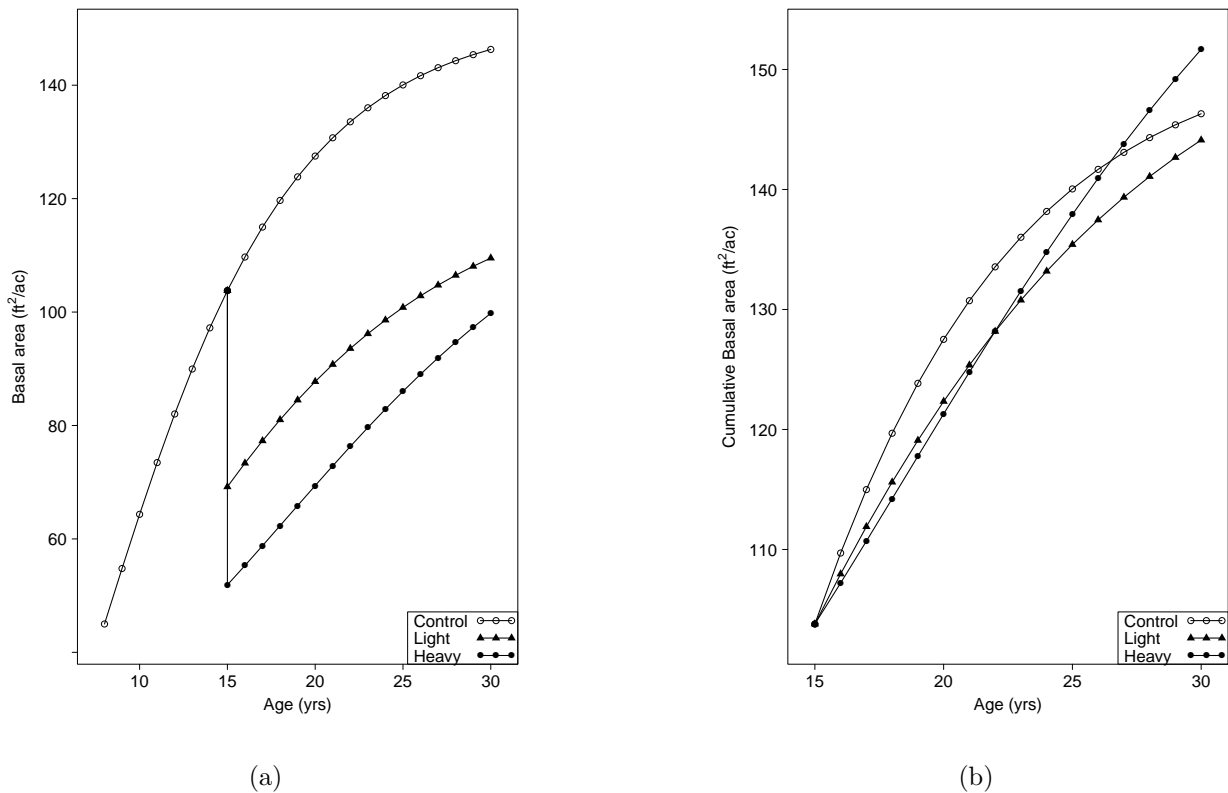 Basal area (ft²/ac)
140
120
100
80
60
10 15 20 25 30
Age (yrs)
Control
Light
Heavy
(a)
Cumulative Basal area (ft²/ac)
150
140
130
120
110
15 20 25 30
Age (yrs)
Control
Light
Heavy
(b)